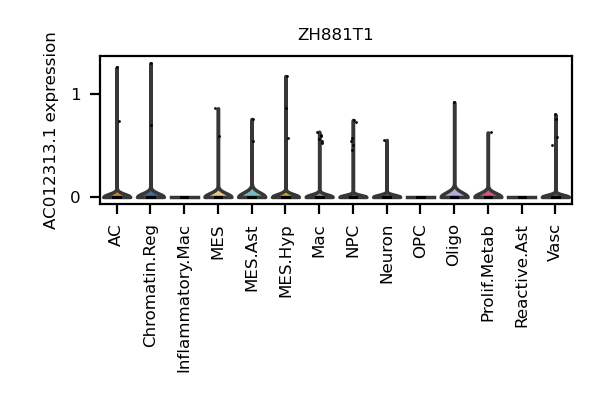 ZH881T1
AC012313.1 expression
1
0
AC
Chromatin.Reg
Inflammatory.Mac
MES
MES.Ast
MES.Hyp
Mac
NPC
Neuron
OPC
Oligo
Prolif.Metab
Reactive.Ast
Vasc